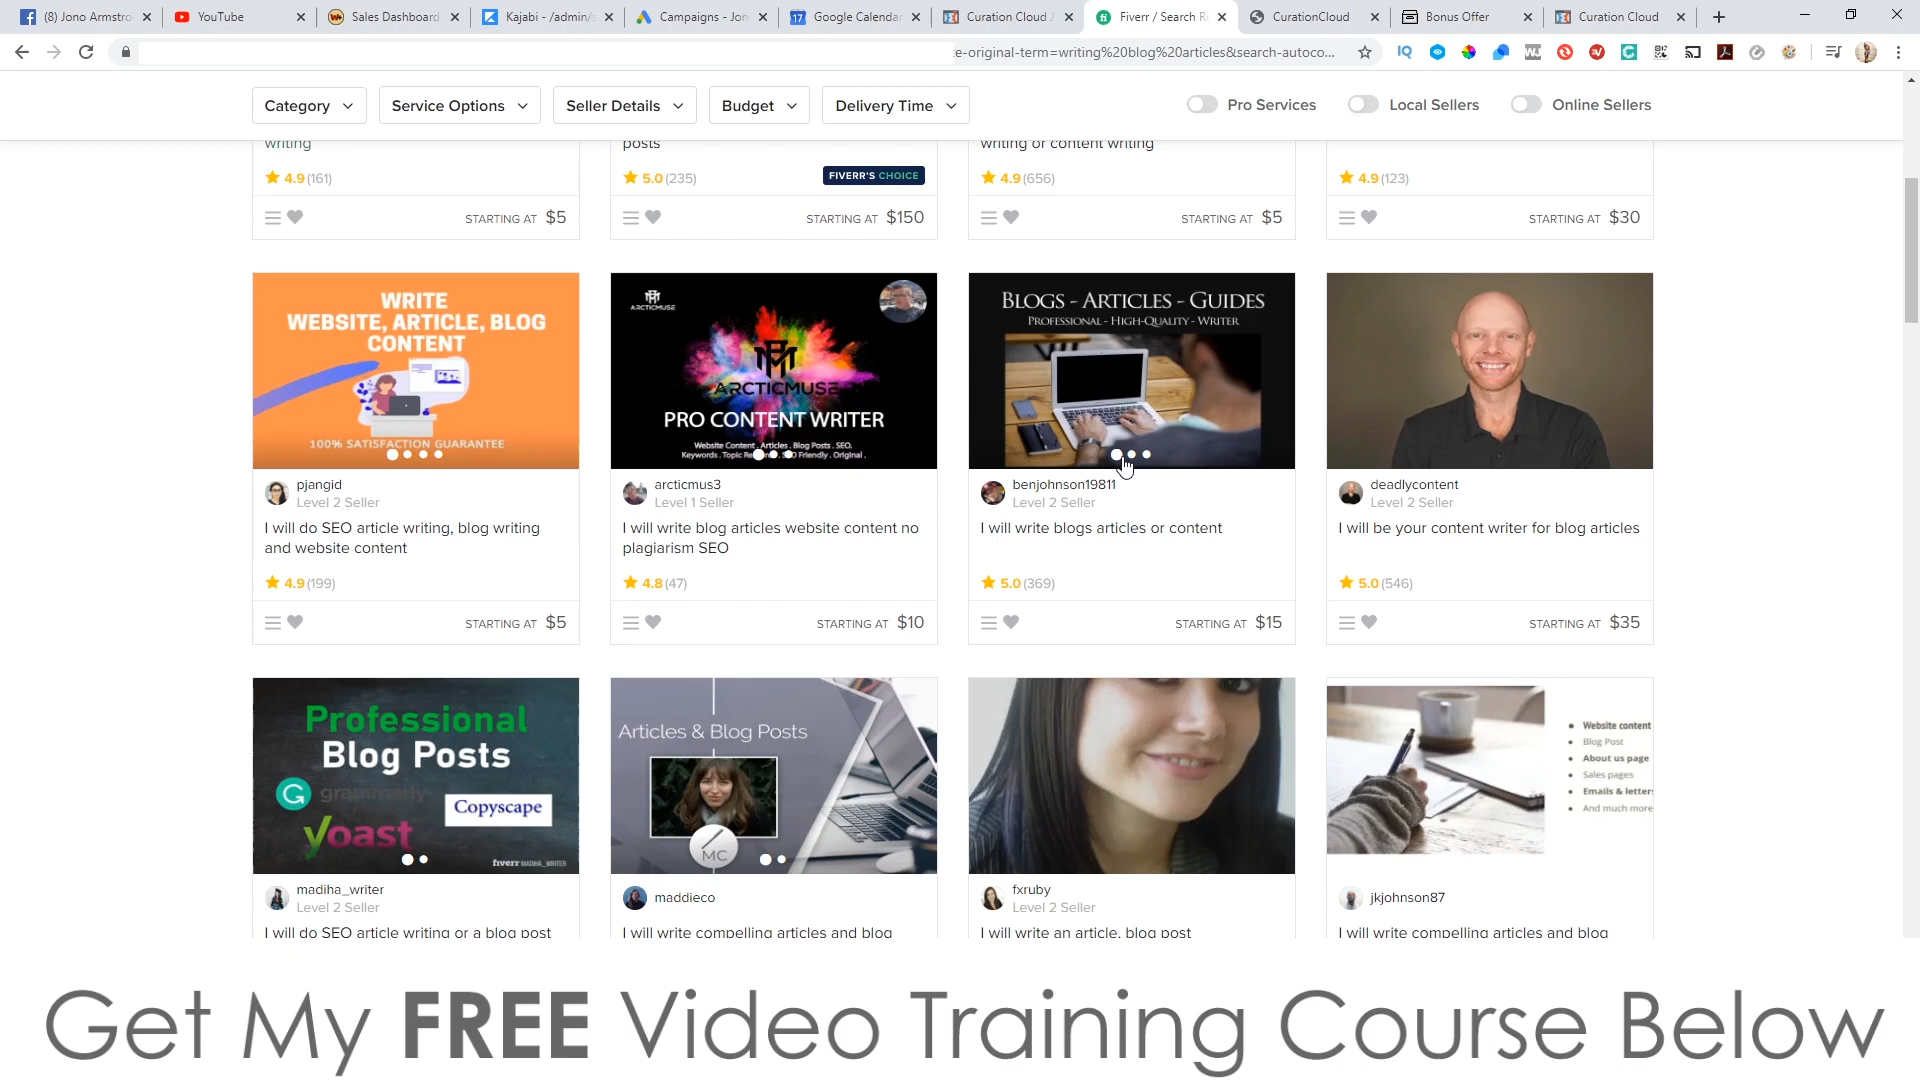 (8) Jono Armstro
YouTube
Sales Dashboard
Kajabi - /admin/s
Campaigns - Jon
17 Google Calendar
Curation Cloud J
Fiverr / Search R
CurationCloud
Bonus Offer
Curation Cloud
e-original-term=writing%20blog%20articles&search-autoco...
Category
Service Options
Seller Details
Budget
Delivery Time
Pro Services
Local Sellers
Online Sellers
writing
posts
writing or content writing
4.9 (161)
5.0 (235)
FIVERR'S CHOICE
4.9 (656)
4.9 (123)
STARTING AT $5
STARTING AT $150
STARTING AT $5
STARTING AT $30
WRITE
WEBSITE, ARTICLE, BLOG
CONTENT
100% SATISFACTION GUARANTEE
pjangid
Level 2 Seller
I will do SEO article writing, blog writing
and website content
4.9 (199)
STARTING AT $5
ARCTICMUSE
ARCTICMUSE
PRO CONTENT WRITER
Website Content . Articles . Blog Posts . SEO.
Friendly . Original .
arcticmus3
Level 1 Seller
I will write blog articles website content no
plagiarism SEO
4.8 (47)
STARTING AT $10
BLOGS - ARTICLES - GUIDES
PROFESSIONAL - HIGH-QUALITY - WRITER
benjohnson19811
Level 2 Seller
I will write blogs articles or content
5.0 (369)
STARTING AT $15
deadlycontent
Level 2 Seller
I will be your content writer for blog articles
5.0 (546)
STARTING AT $35
Professional
Blog Posts
grammarly
Copyscape
yoast
fiverr MADIHA_WRITER
madiha_writer
Level 2 Seller
I will do SEO article writing or a blog post
Articles & Blog Posts
MC
maddieco
I will write compelling articles and blog
fxruby
Level 2 Seller
I will write an article, blog post
• Website content
• Blog Post
• About us page
• Sales pages
• Emails & letters
• And much more
jkjohnson87
I will write compelling articles and blog
Get My FREE Video Training Course Below